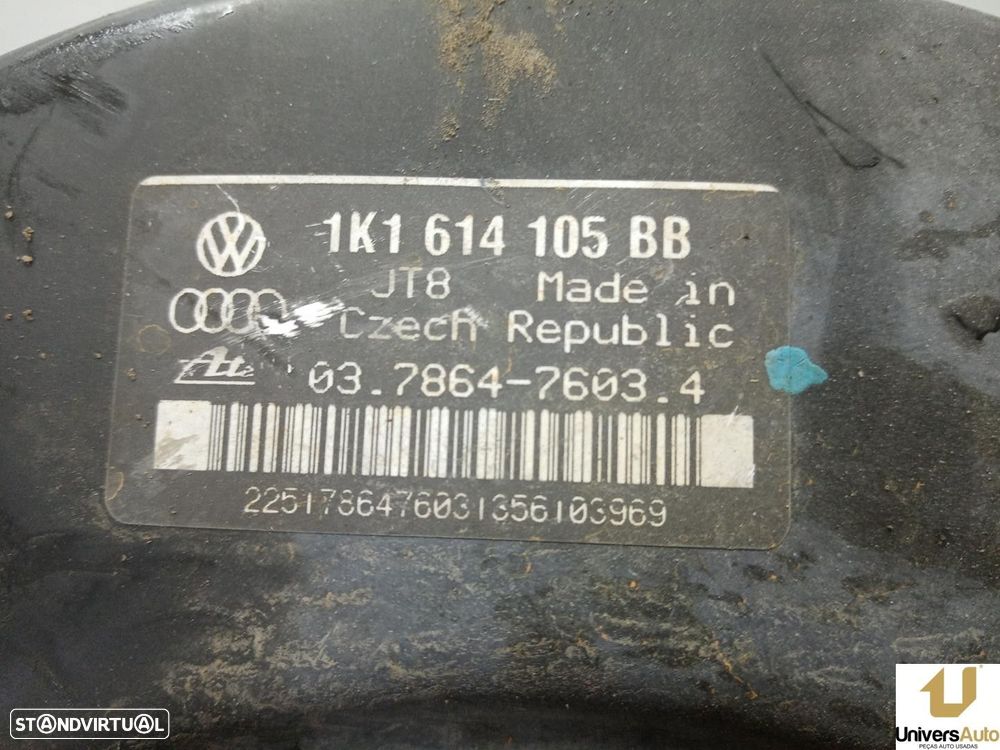 1K1 614 105 BB
JT8 Made in
Czech Republic
Ate
03.7864-7603.4
2251786476031356103969
STANDVIRTUAL
UniversAuto
PEÇAS AUTO USADAS